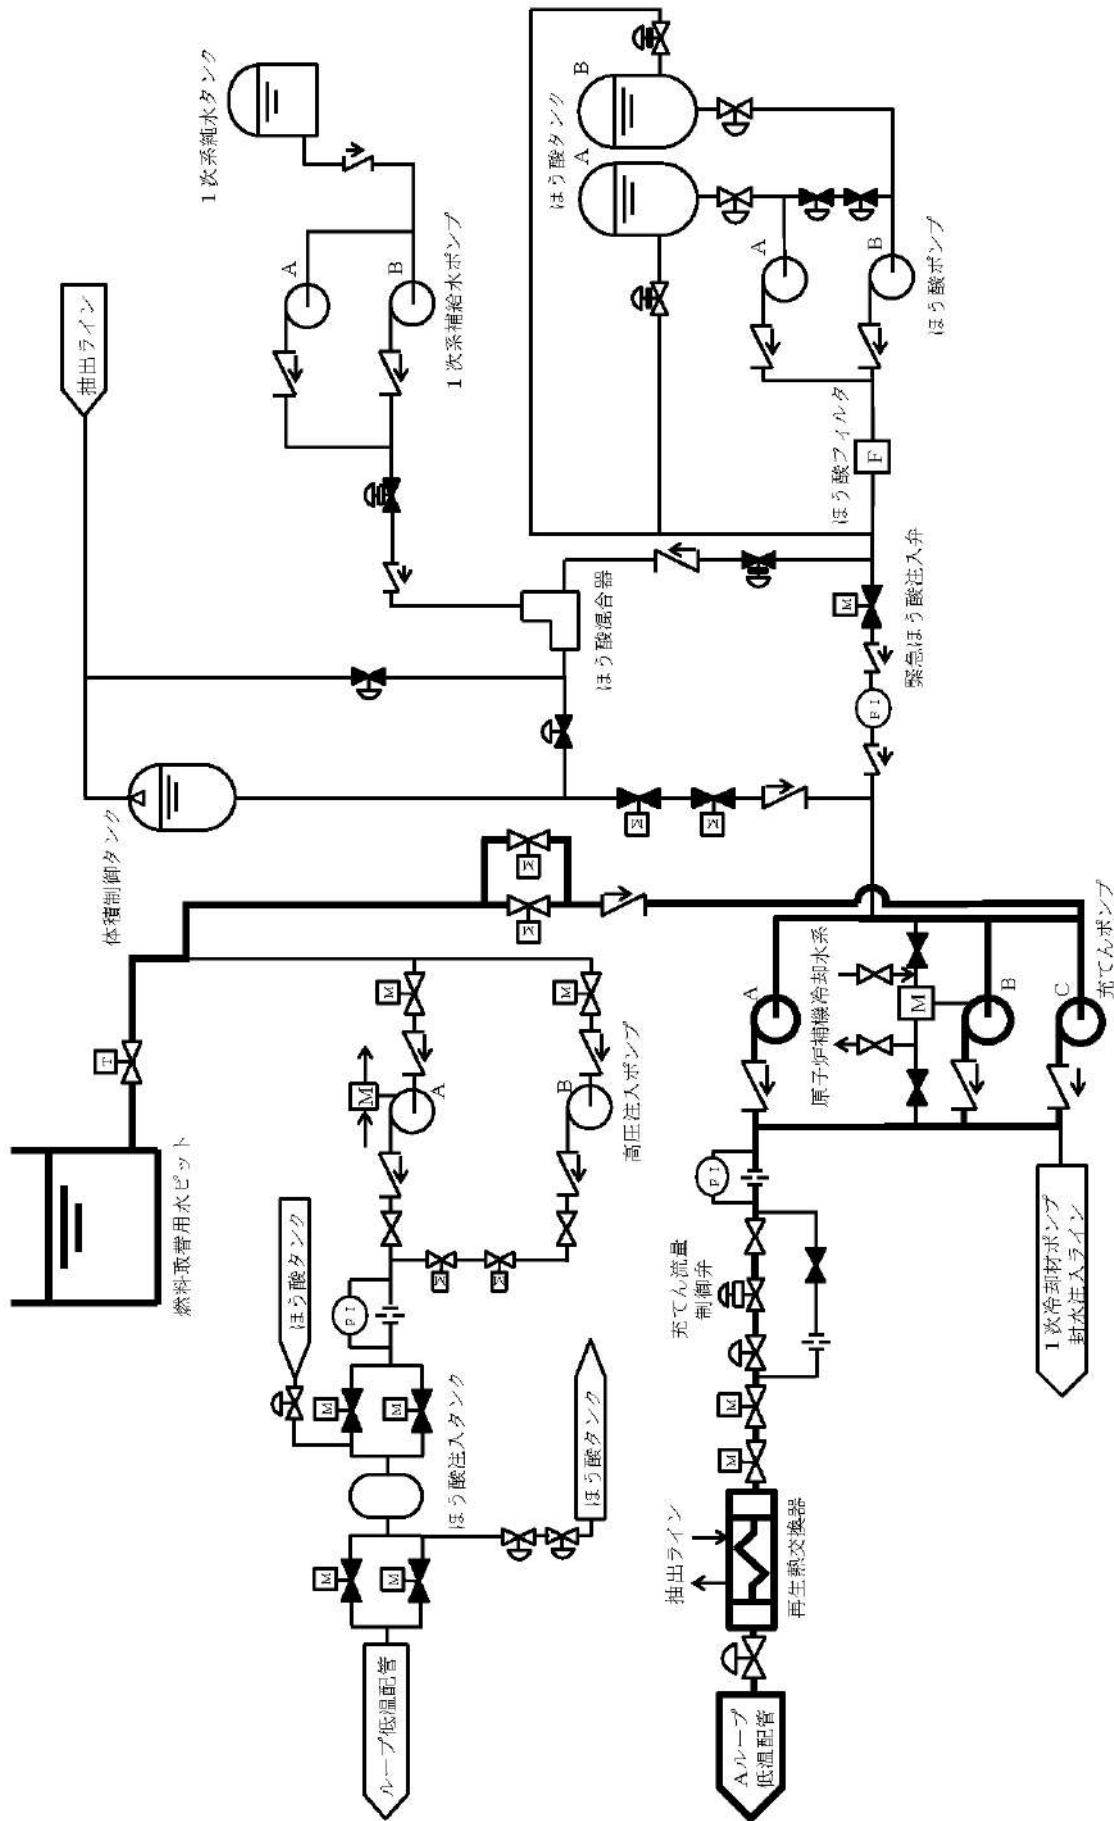 燃料取替用水ピット
T
体積制御タンク
抽出ライン
1次系純水タンク
A
B
1次系補給水ポンプ
ほう酸タンク
A
B
A
B
ほう酸ポンプ
ほう酸フィルタ
F
ほう酸混合器
M
緊急ほう酸注入弁
FI
M
M
M
M
ほう酸タンク
M
M
M
A
B
高圧注入ポンプ
M
M
FI
M
M
ほう酸注入タンク
M
M
ほう酸タンク
ループ低温配管
原子炉補機冷却水系
A
M
B
C
充てんポンプ
FI
充てん流量
制御弁
M
M
抽出ライン
再生熱交換器
Aループ
低温配管
1次冷却材ポンプ
封水注入ライン